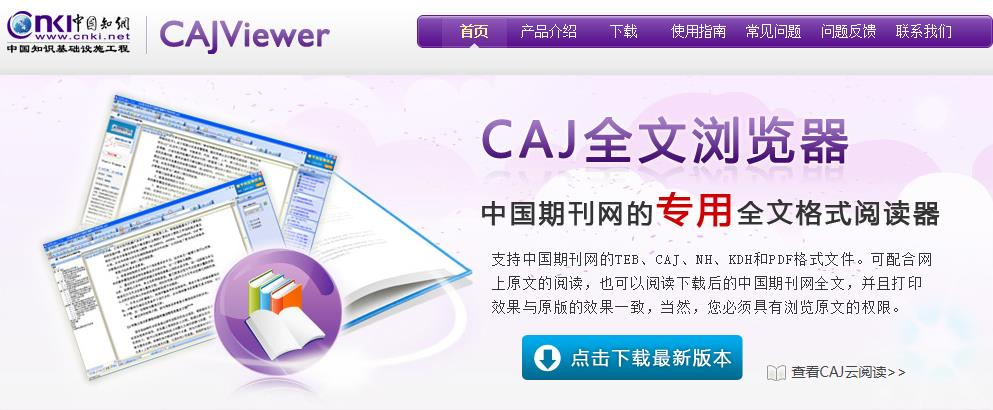 cnki中国知网
www.cnki.net
中国知识基础设施工程
CAJViewer
首页 产品介绍 下载 使用指南 常见问题 问题反馈 联系我们
CAJ全文浏览器
中国期刊网的专用全文格式阅读器
支持中国期刊网的TEB、CAJ、NH、KDH和PDF格式文件。可配合网
上原文的阅读，也可以阅读下载后的中国期刊网全文，并且打印
效果与原版的效果一致，当然，您必须具有浏览原文的权限。
点击下载最新版本
查看CAJ云阅读>>